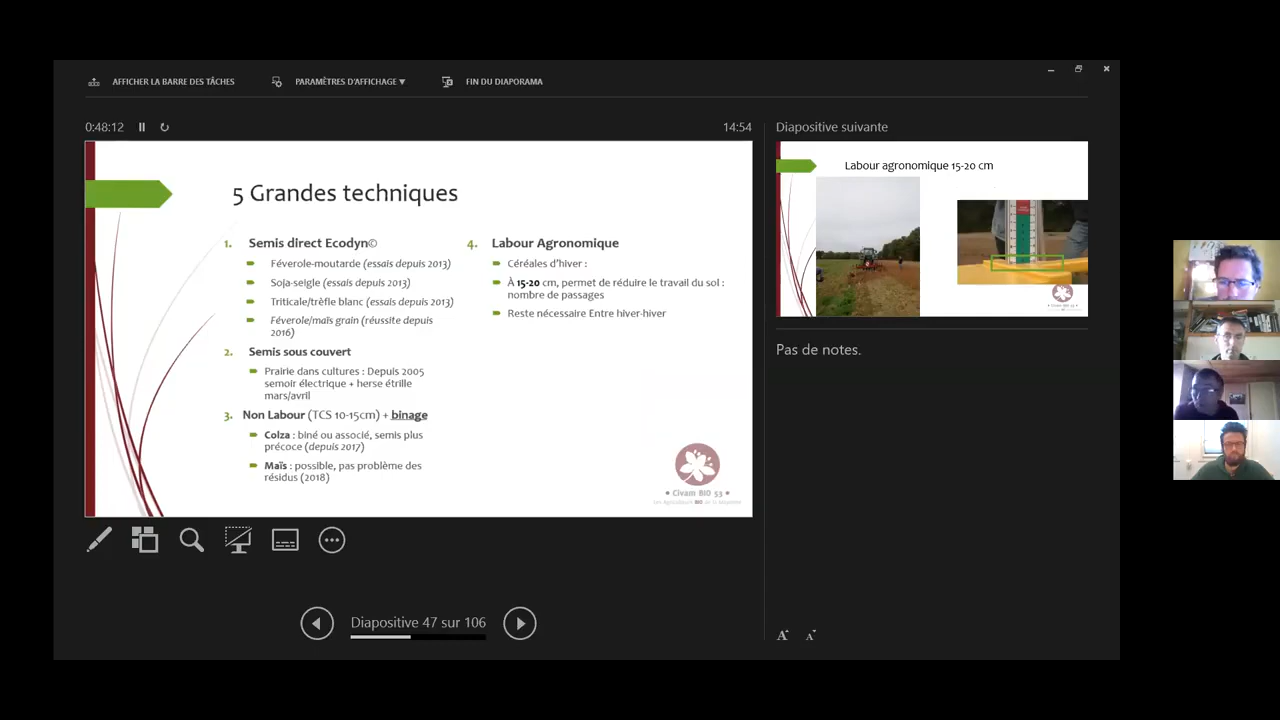 AFFICHER LA BARRE DES TÂCHES
PARAMÈTRES D'AFFICHAGE ▼
FIN DU DIAPORAMA
0:48:12
14:54
5 Grandes techniques
1. Semis direct Ecodyn©
Féverole-moutarde (essais depuis 2013)
Soja-seigle (essais depuis 2013)
Triticale/trèfle blanc (essais depuis 2013)
Féverole/maïs grain (réussite depuis
2016)
2. Semis sous couvert
Prairie dans cultures : Depuis 2005
semoir électrique + herse étrille
mars/avril
3. Non Labour (TCS 10-15cm) + binage
Colza : biné ou associé, semis plus
précoce (depuis 2017)
Maïs : possible, pas problème des
résidus (2018)
4. Labour Agronomique
Céréales d'hiver :
À 15-20 cm, permet de réduire le travail du sol :
nombre de passages
Reste nécessaire Entre hiver-hiver
• Civam BIO 53 •
Les Agriculteurs BIO de la Mayenne
Diapositive suivante
Labour agronomique 15-20 cm
Pas de notes.
Diapositive 47 sur 106
A A